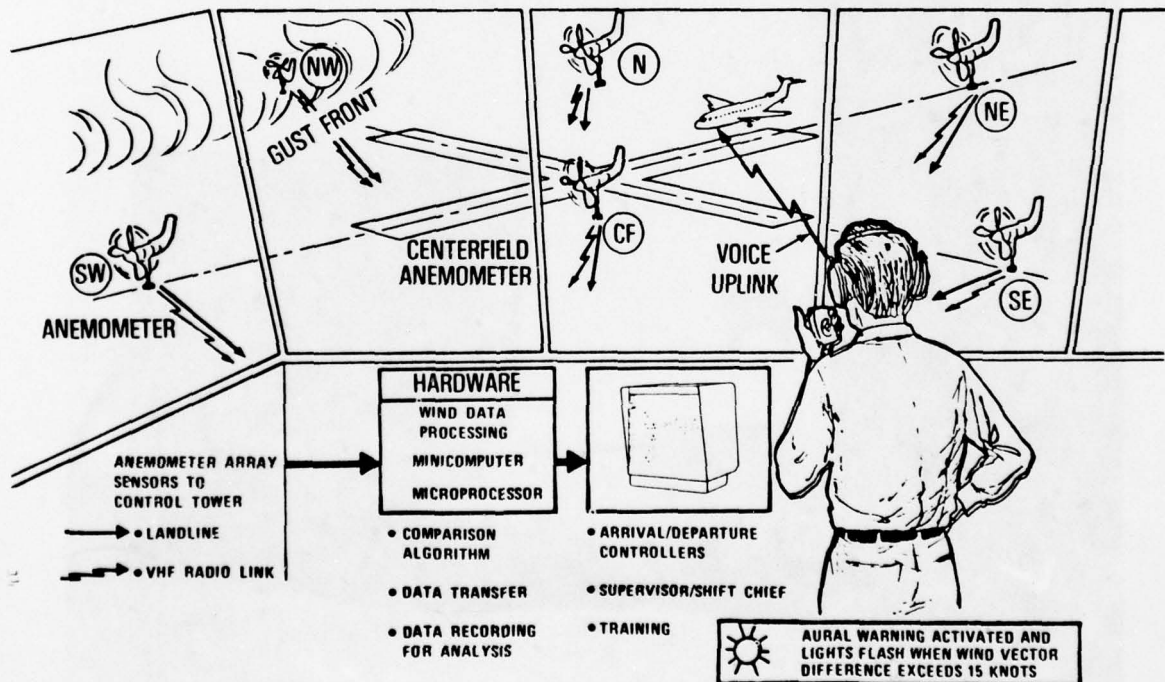 NW
N
NE
GUST FRONT
CF
CENTERFIELD
ANEMOMETER
VOICE
UPLINK
SW
SE
ANEMOMETER
HARDWARE
WIND DATA
PROCESSING
MINICOMPUTER
MICROPROCESSOR
ANEMOMETER ARRAY
SENSORS TO
CONTROL TOWER
• LANDLINE
• VHF RADIO LINK
• COMPARISON
ALGORITHM
• DATA TRANSFER
• DATA RECORDING
FOR ANALYSIS
• ARRIVAL/DEPARTURE
CONTROLLERS
• SUPERVISOR/SHIFT CHIEF
• TRAINING
AURAL WARNING ACTIVATED AND
LIGHTS FLASH WHEN WIND VECTOR
DIFFERENCE EXCEEDS 15 KNOTS